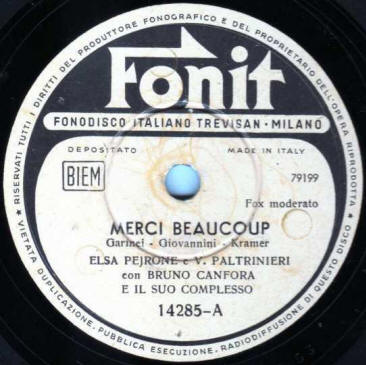 ★ RISERVATI TUTTI I DIRITTI DEL PRODUTTORE FONOGRAFICO E DEL PROPRIETARIO DELL'OPERA RIPRODOTTA ★
Fonit
FONODISCO ITALIANO TREVISAN · MILANO
DEPOSITATO MADE IN ITALY
BIEM
79199
Fox moderato
MERCI BEAUCOUP
Garinei - Giovannini - Kramer
ELSA PEJRONE e V. PALTRINIERI
con BRUNO CANFORA
E IL SUO COMPLESSO
14285-A
VIETATA DUPLICAZIONE, PUBBLICA ESECUZIONE, RADIODIFFUSIONE DI QUESTO DISCO